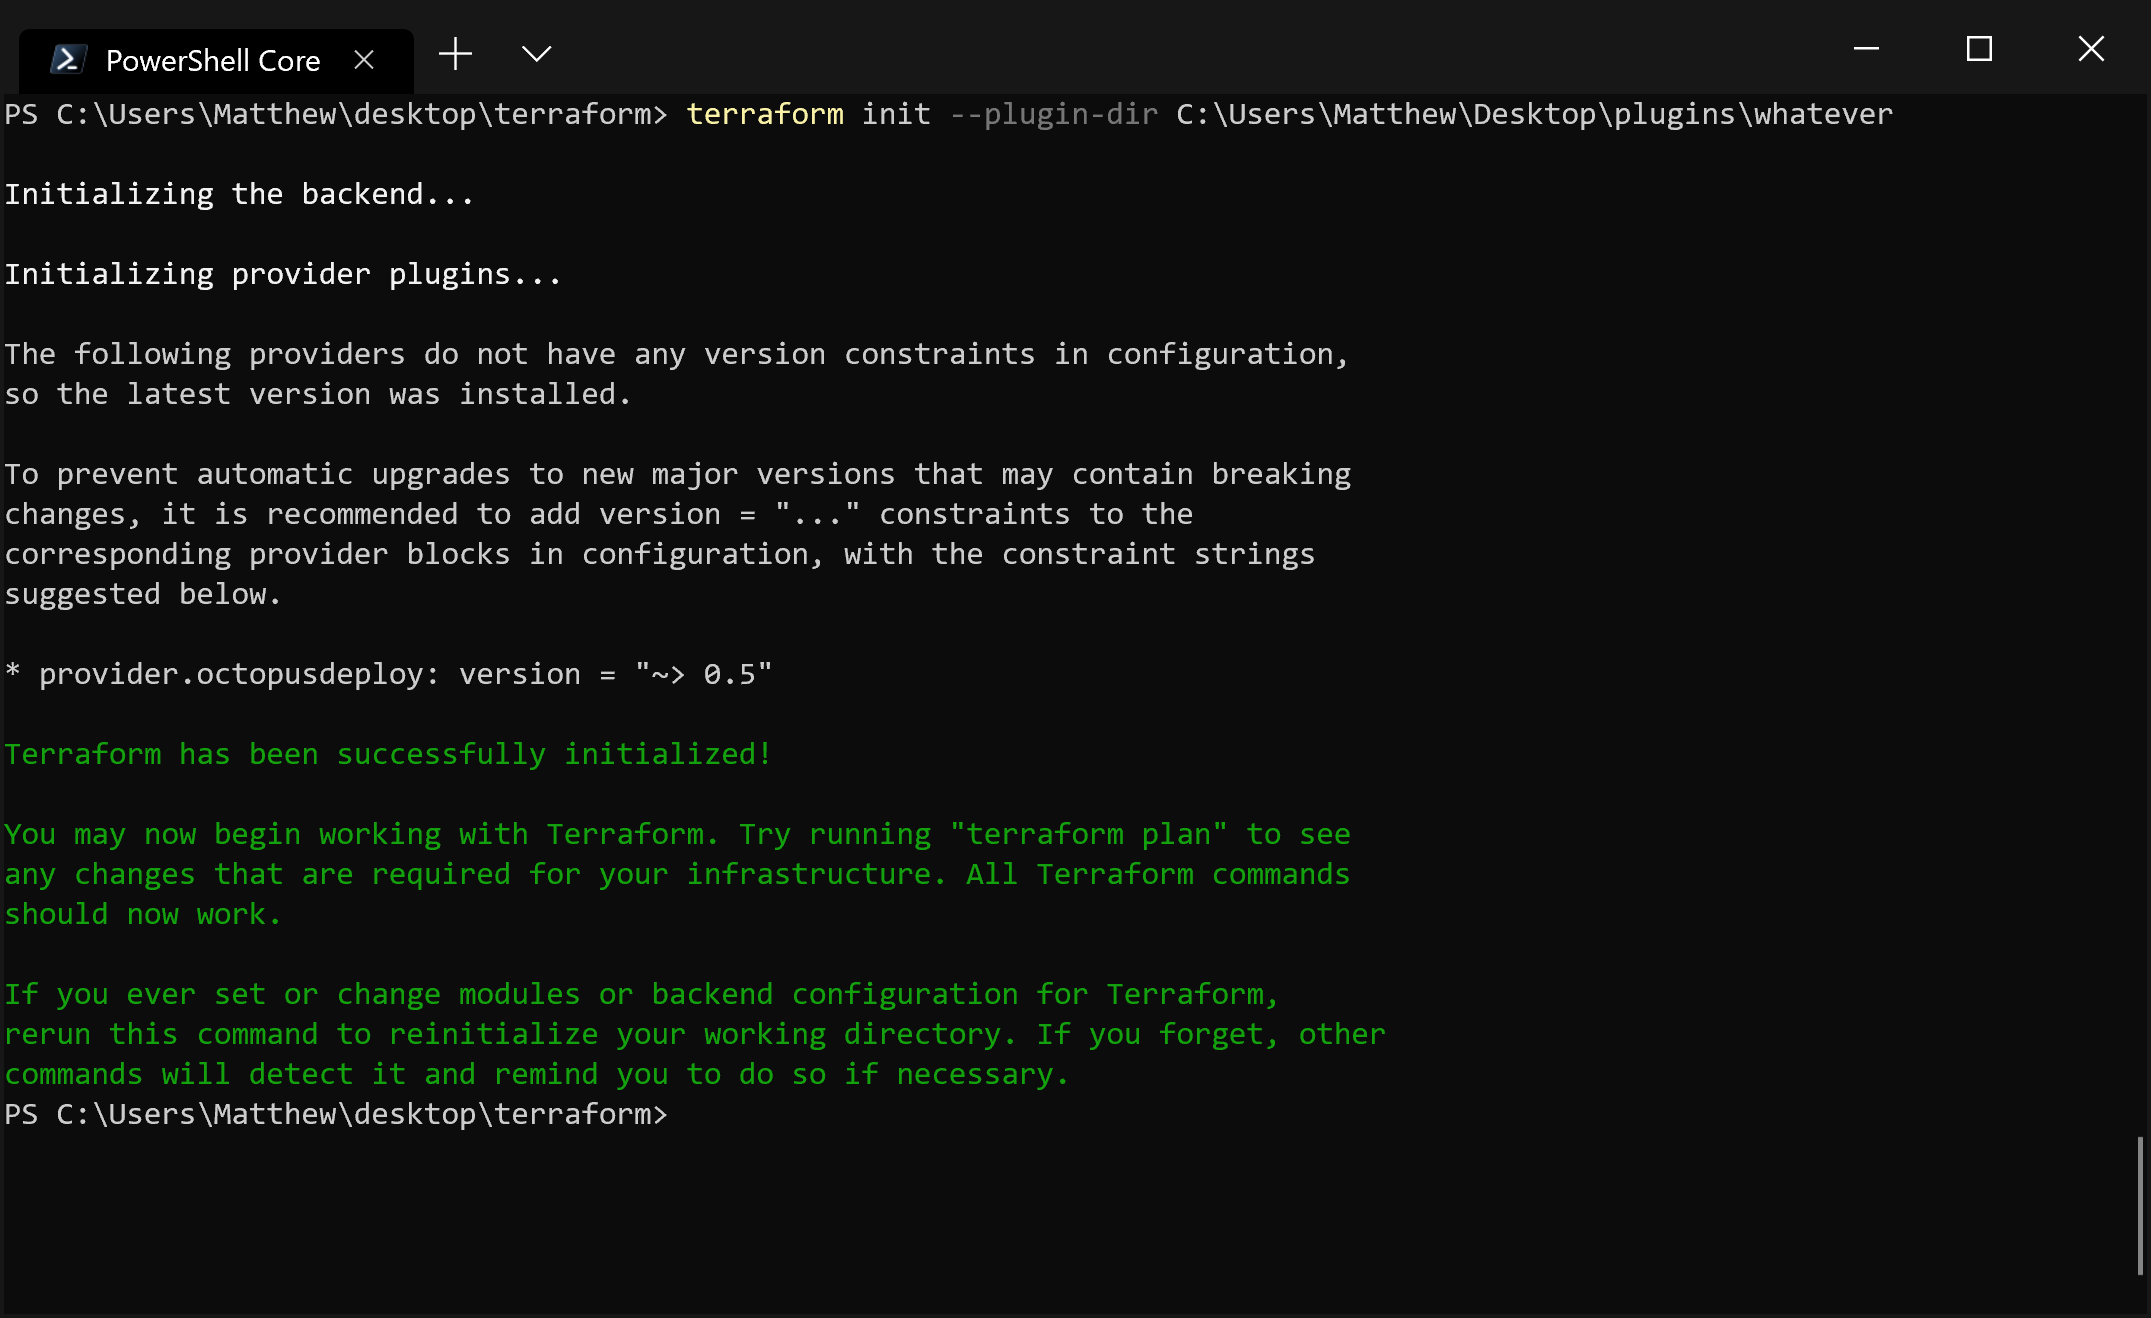 PowerShell Core
PS C:\Users\Matthew\desktop\terraform> terraform init --plugin-dir C:\Users\Matthew\Desktop\plugins\whatever
Initializing the backend...
Initializing provider plugins...
The following providers do not have any version constraints in configuration,
so the latest version was installed.
To prevent automatic upgrades to new major versions that may contain breaking
changes, it is recommended to add version = "..." constraints to the
corresponding provider blocks in configuration, with the constraint strings
suggested below.
* provider.octopusdeploy: version = "~> 0.5"
Terraform has been successfully initialized!
You may now begin working with Terraform. Try running "terraform plan" to see
any changes that are required for your infrastructure. All Terraform commands
should now work.
If you ever set or change modules or backend configuration for Terraform,
rerun this command to reinitialize your working directory. If you forget, other
commands will detect it and remind you to do so if necessary.
PS C:\Users\Matthew\desktop\terraform>